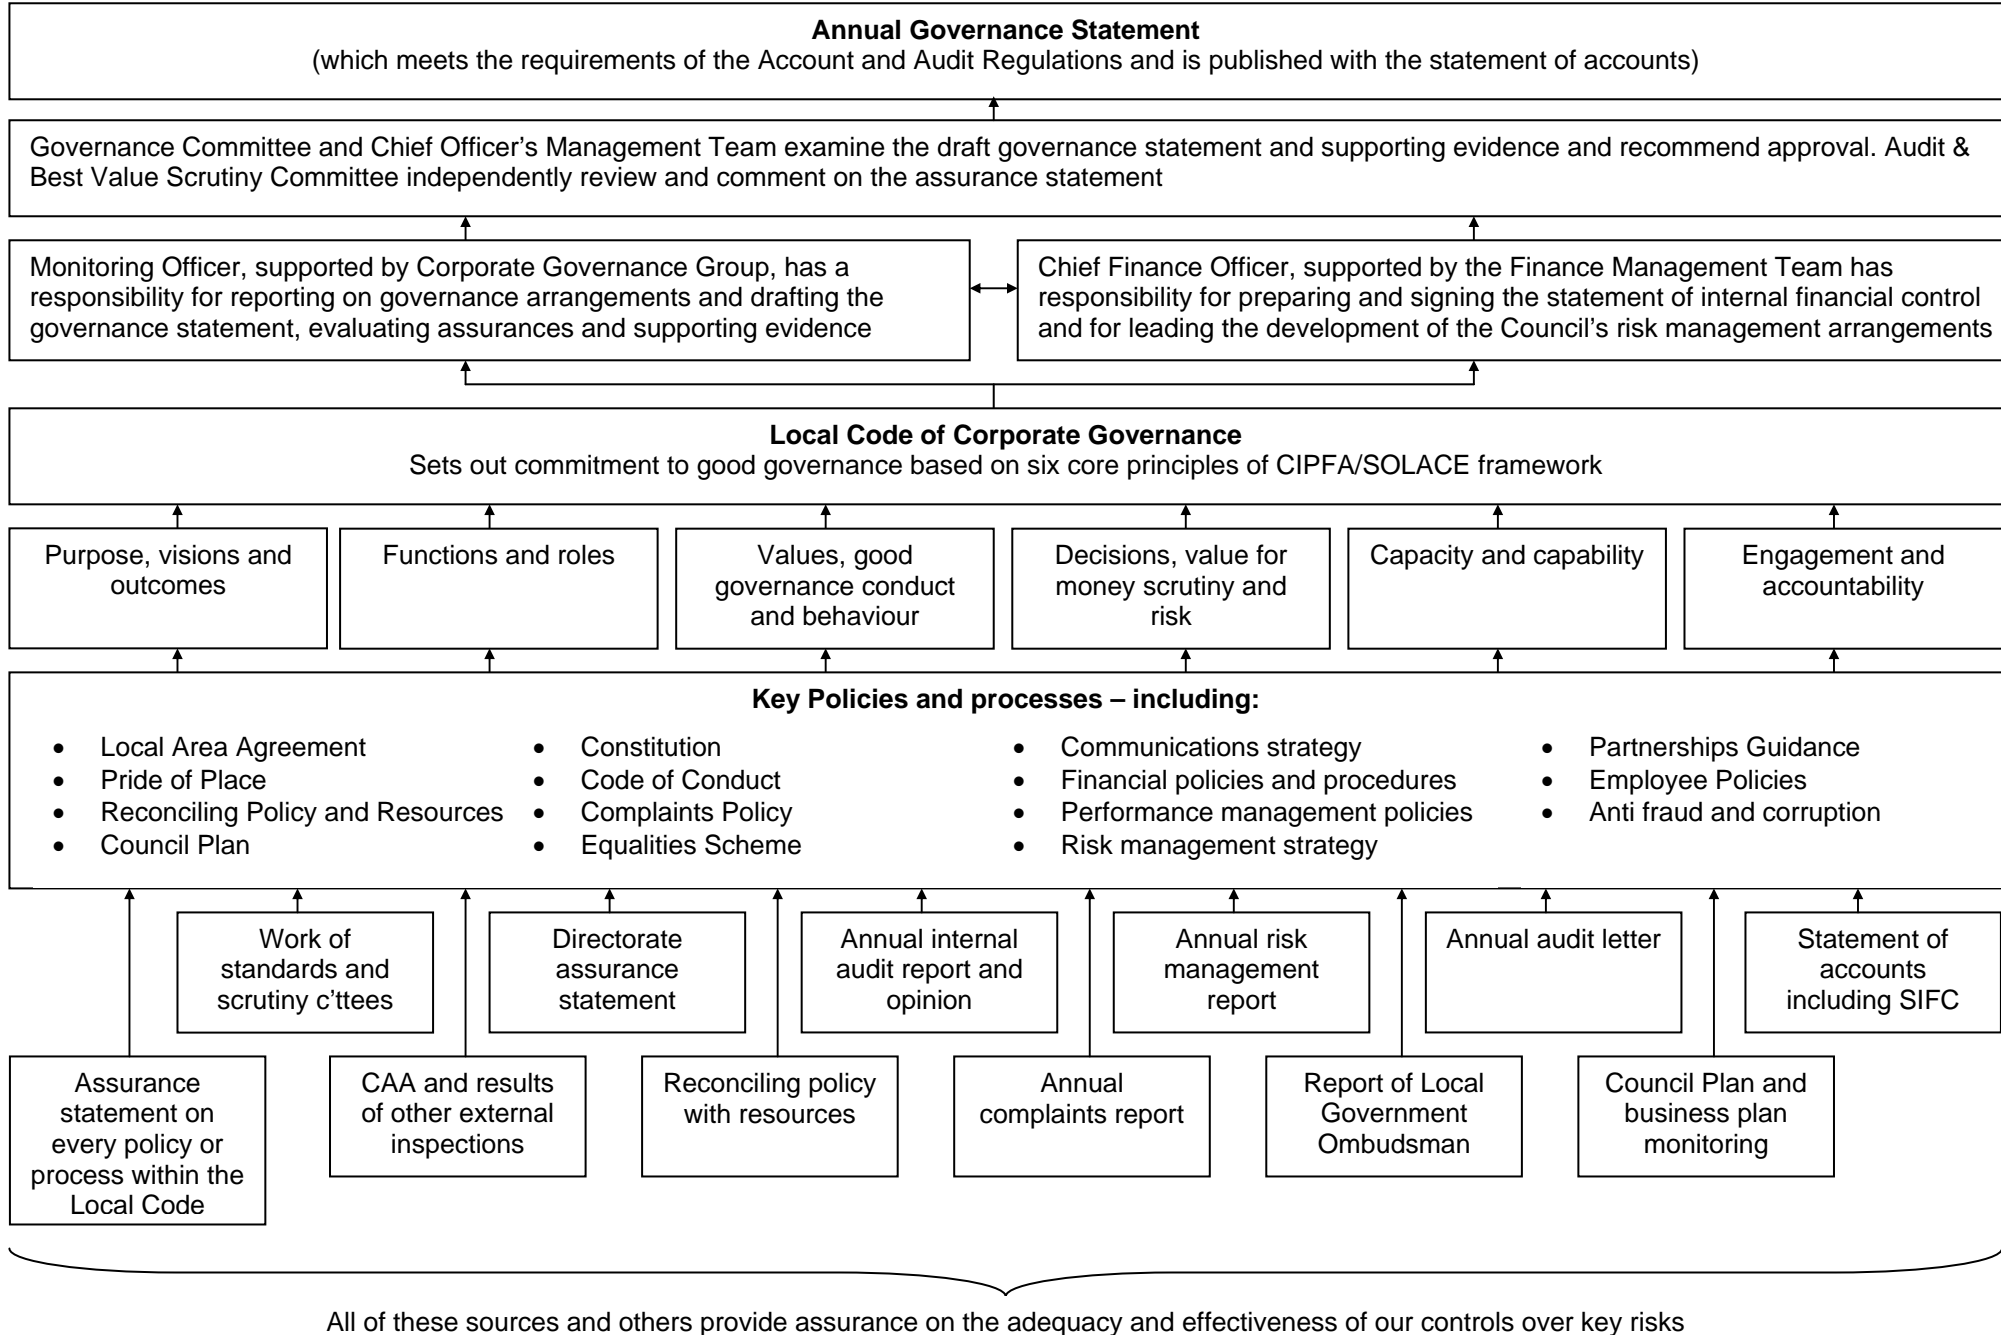 Annual Governance Statement
(which meets the requirements of the Account and Audit Regulations and is published with the statement of accounts)
Governance Committee and Chief Officer's Management Team examine the draft governance statement and supporting evidence and recommend approval. Audit &
Best Value Scrutiny Committee independently review and comment on the assurance statement
Monitoring Officer, supported by Corporate Governance Group, has a
responsibility for reporting on governance arrangements and drafting the
governance statement, evaluating assurances and supporting evidence
Chief Finance Officer, supported by the Finance Management Team has
responsibility for preparing and signing the statement of internal financial control
and for leading the development of the Council's risk management arrangements
Local Code of Corporate Governance
Sets out commitment to good governance based on six core principles of CIPFA/SOLACE framework
Purpose, visions and
outcomes
Functions and roles
Values, good
governance conduct
and behaviour
Decisions, value for
money scrutiny and
risk
Capacity and capability
Engagement and
accountability
Key Policies and processes – including:
• Local Area Agreement
• Pride of Place
• Reconciling Policy and Resources
• Council Plan
• Constitution
• Code of Conduct
• Complaints Policy
• Equalities Scheme
• Communications strategy
• Financial policies and procedures
• Performance management policies
• Risk management strategy
• Partnerships Guidance
• Employee Policies
• Anti fraud and corruption
Work of
standards and
scrutiny c'ttees
Directorate
assurance
statement
Annual internal
audit report and
opinion
Annual risk
management
report
Annual audit letter
Statement of
accounts
including SIFC
Assurance
statement on
every policy or
process within the
Local Code
CAA and results
of other external
inspections
Reconciling policy
with resources
Annual
complaints report
Report of Local
Government
Ombudsman
Council Plan and
business plan
monitoring
All of these sources and others provide assurance on the adequacy and effectiveness of our controls over key risks